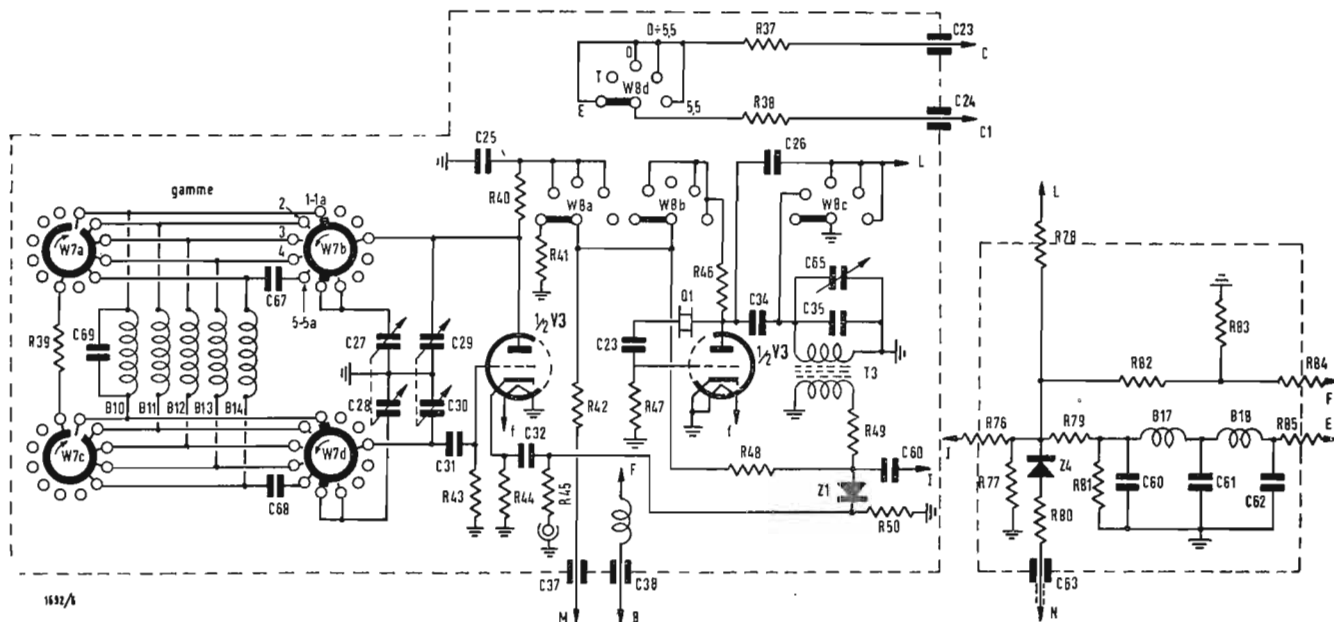 0÷5,5
R37
C23
C
0
T
W8d
E
5,5
R38
C24
C1
C25
C26
L
gamme
R40
W8a
W8b
W8c
2
1-1a
3
4
W7a
W7b
R41
R46
C65
L
R78
C67
5-5a
Q1
C34
C35
R39
C69
C27
C29
1/2 V3
C23
1/2 V3
T3
R83
R82
R84
F
B10
B11
B12
B13
B14
C28
C30
R42
R47
f
f
R76
R79
B17
B18
R85
E
I
W7c
W7d
C31
C32
R49
R48
C60
I
R77
Z4
R81
C60
C61
C62
R43
R44
R45
F
Z1
R50
R80
C68
C37
C38
C63
1692/6
M
B
N